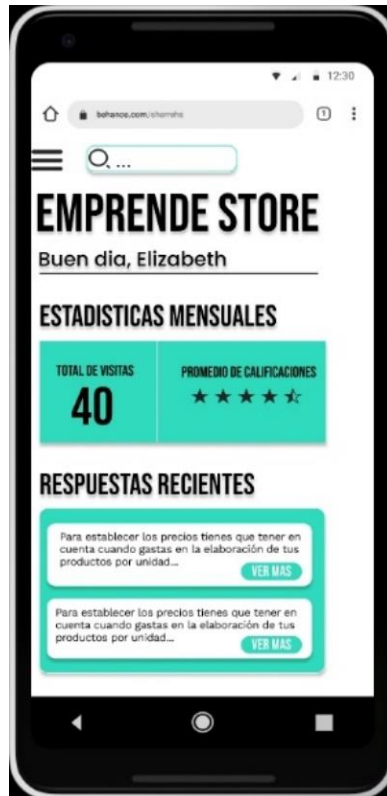 12:30
behance.com/
1
...
EMPRENDE STORE
Buen dia, Elizabeth
ESTADISTICAS MENSUALES
TOTAL DE VISITAS
40
PROMEDIO DE CALIFICACIONES
RESPUESTAS RECIENTES
Para establecer los precios tienes que tener en
cuenta cuando gastas en la elaboración de tus
productos por unidad...
VER MAS
Para establecer los precios tienes que tener en
cuenta cuando gastas en la elaboración de tus
productos por unidad...
VER MAS